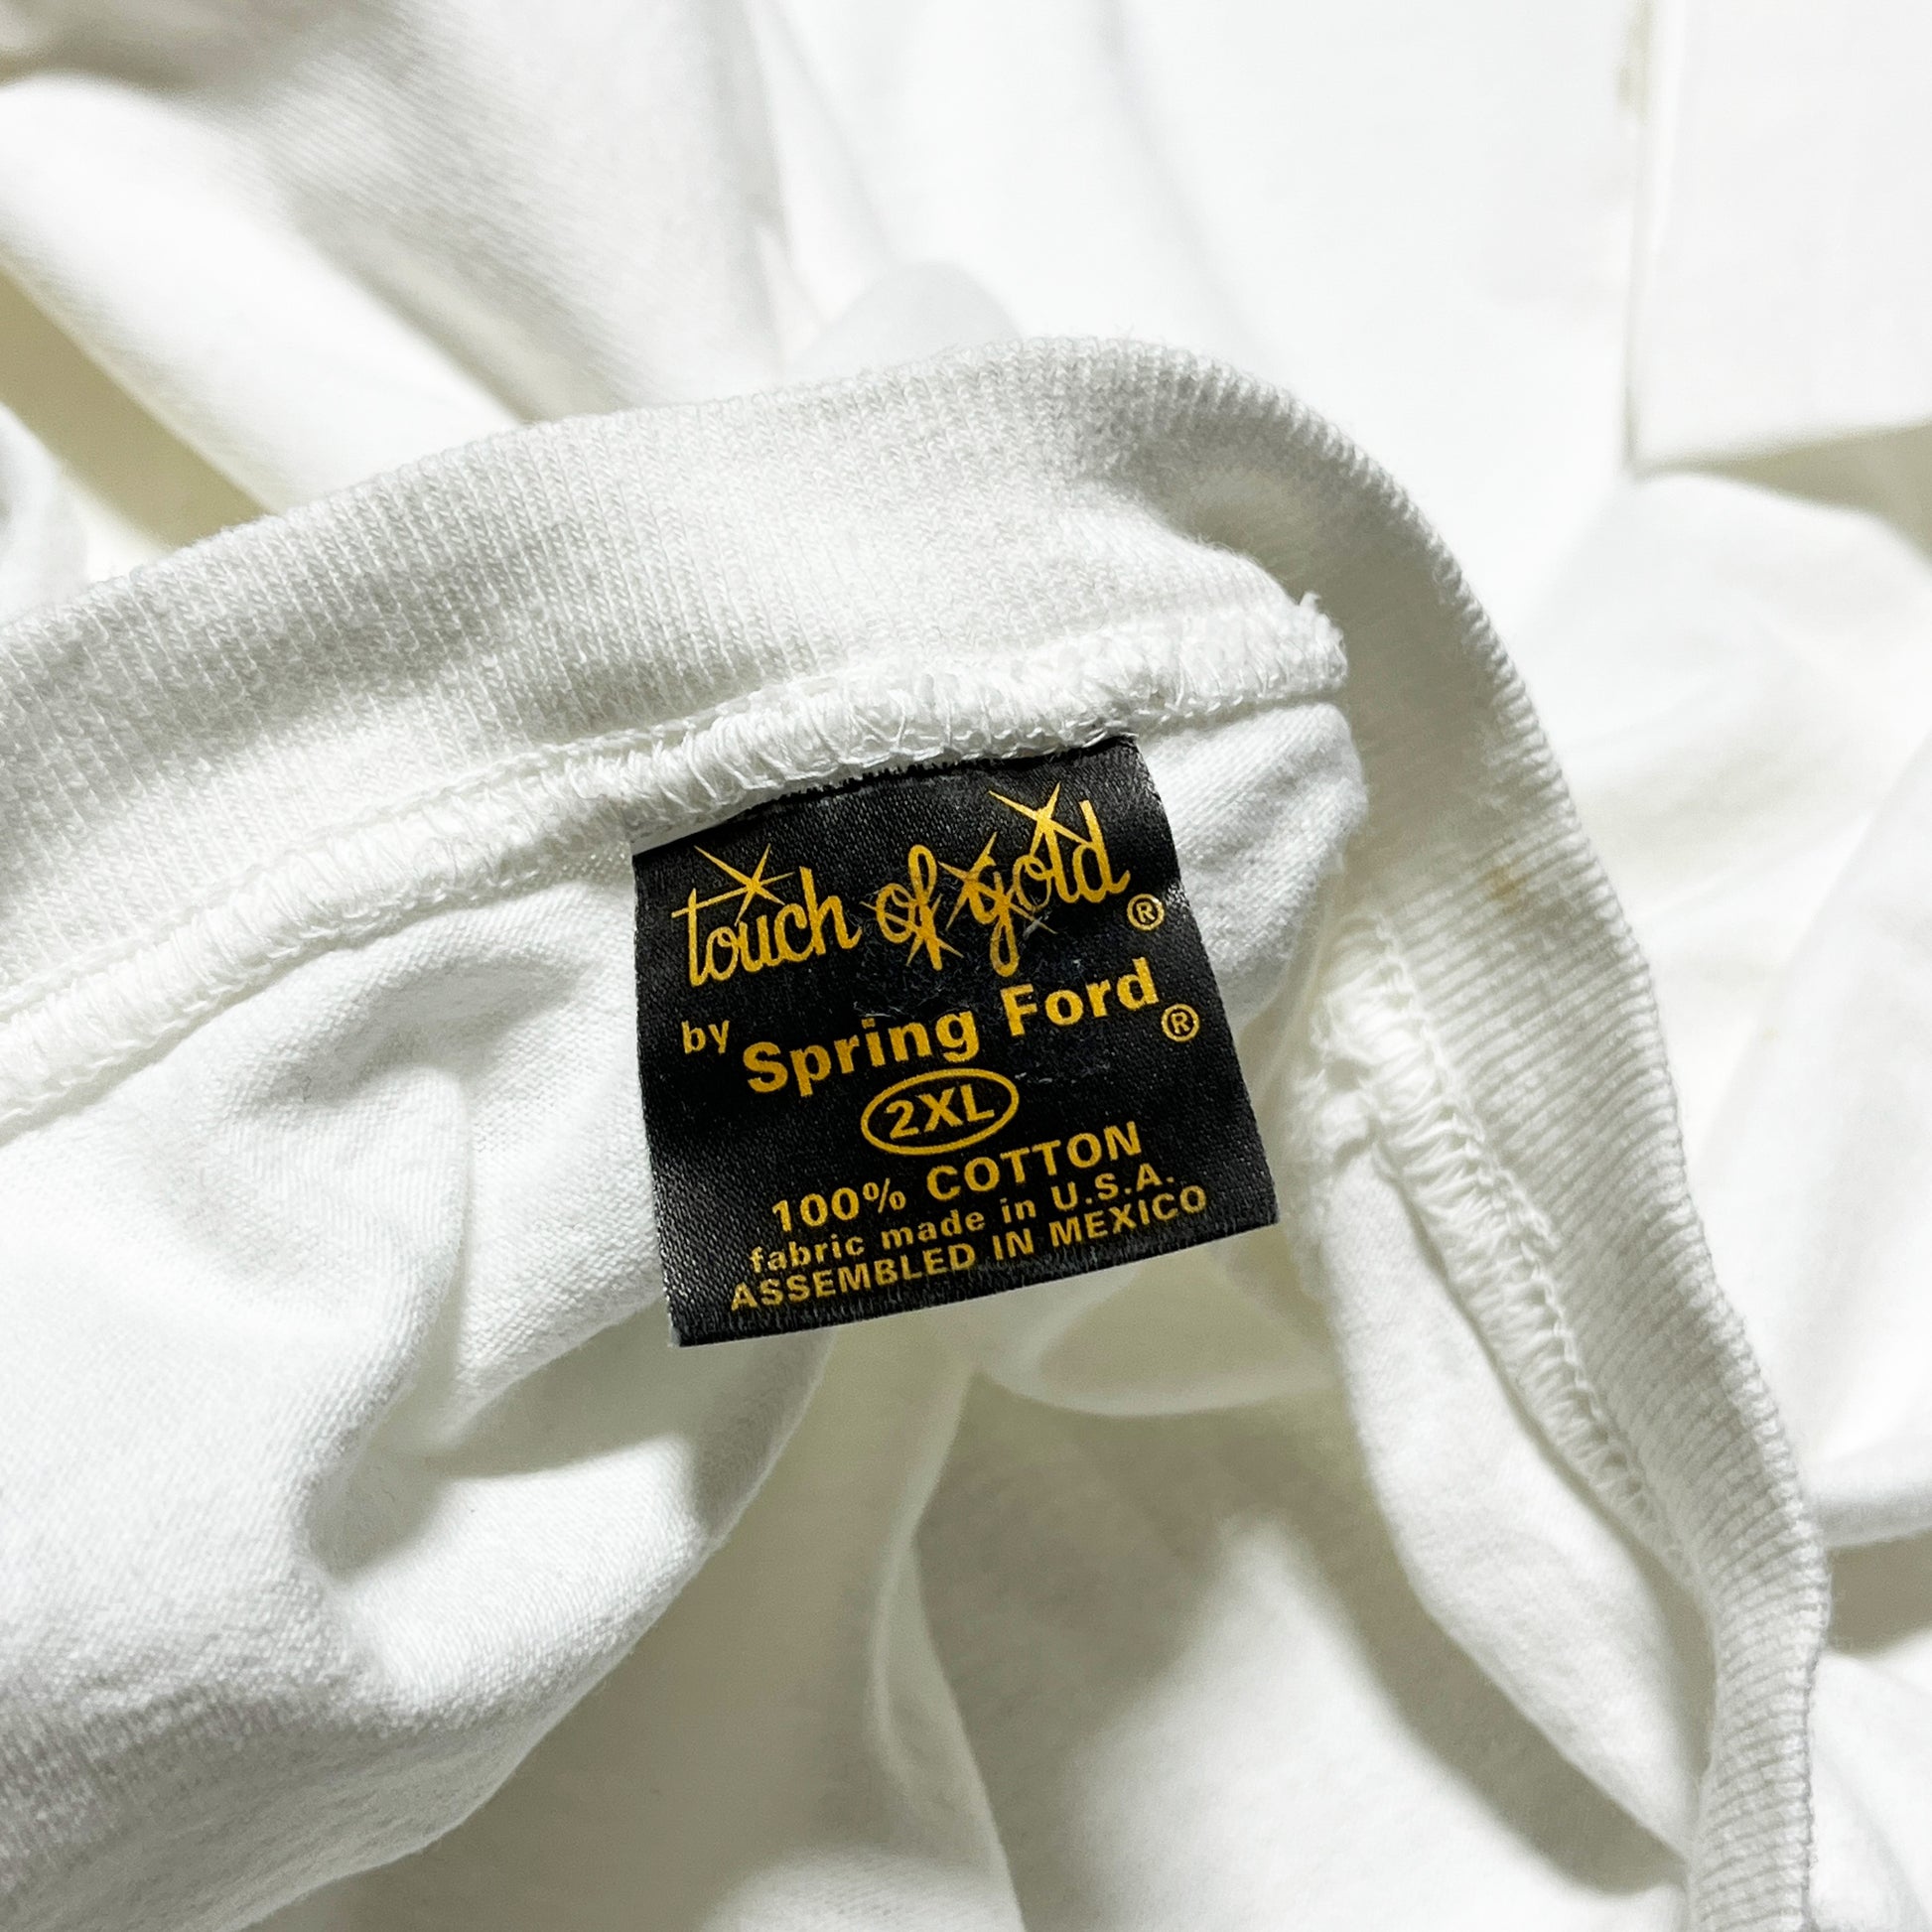 touch of gold ®
by Spring Ford ®
2XL
100% COTTON
fabric made in U.S.A.
ASSEMBLED IN MEXICO